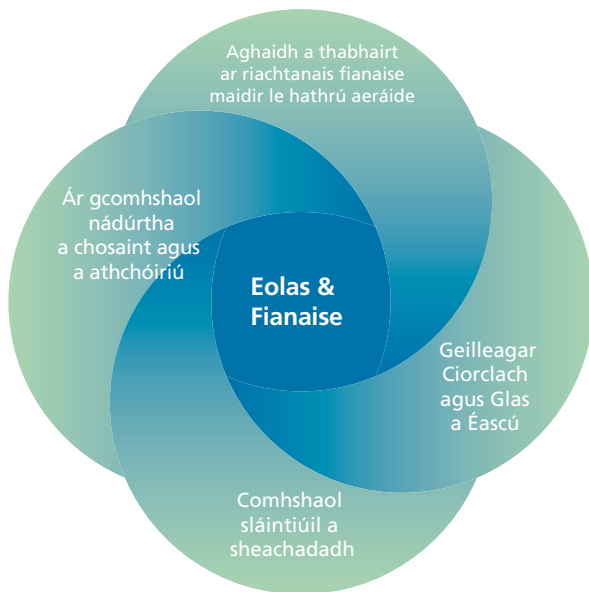 Aghaidh a thabhairt
ar riachtanais fianaise
maidir le hathrú aeráide
Ár gcomhshaol
nádúrtha
a chosaint agus
a athchóiriú
Eolas &
Fianaise
Geilleagar
Ciorclach
agus Glas
a Éascú
Comhshaol
sláintiúil a
sheachadadh